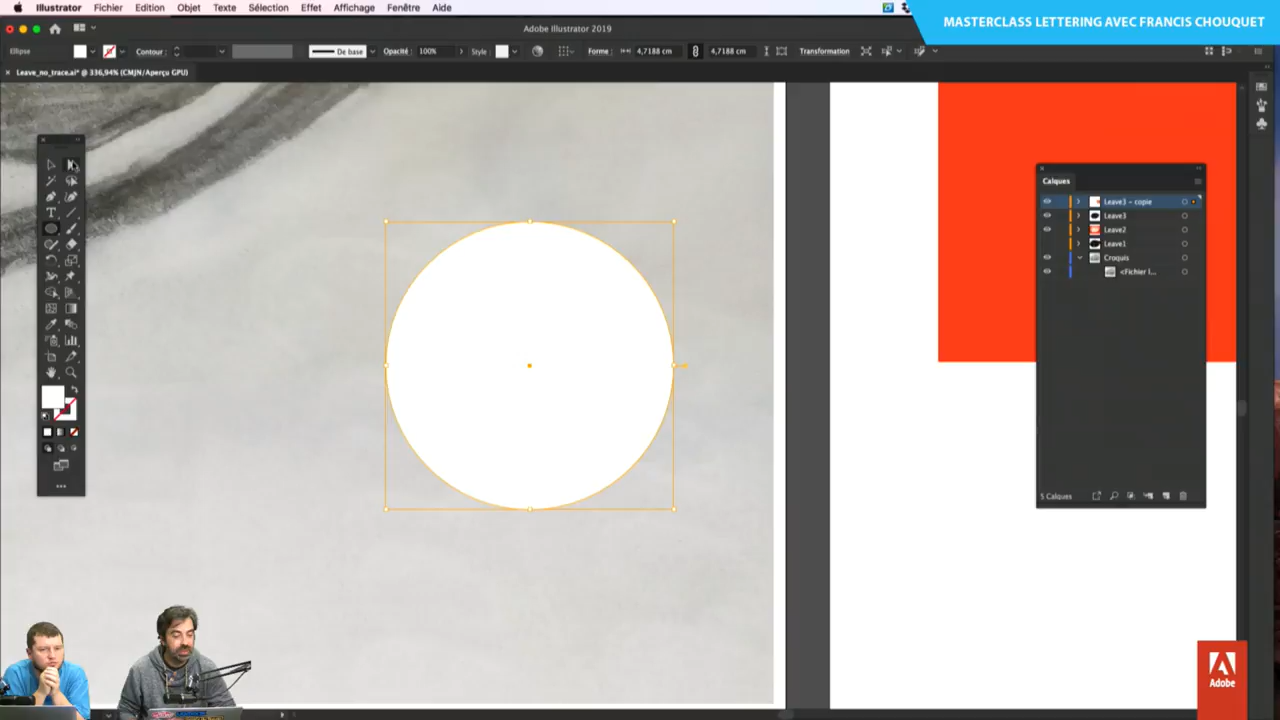 Illustrator Fichier Edition Objet Texte Sélection Effet Affichage Fenêtre Aide
MASTERCLASS LETTERING AVEC FRANCIS CHOUQUET
Adobe Illustrator 2019
Ellipse Contour : De base Opacité : 100% Style : Forme : 4,7188 cm 4,7188 cm Transformation
Leave_no_trace.ai* @ 336,94% (CMJN/Aperçu GPU)
Calques
Leave3 – copie
Leave3
Leave2
Leave1
Croquis
<Fichier l...
5 Calques
Adobe